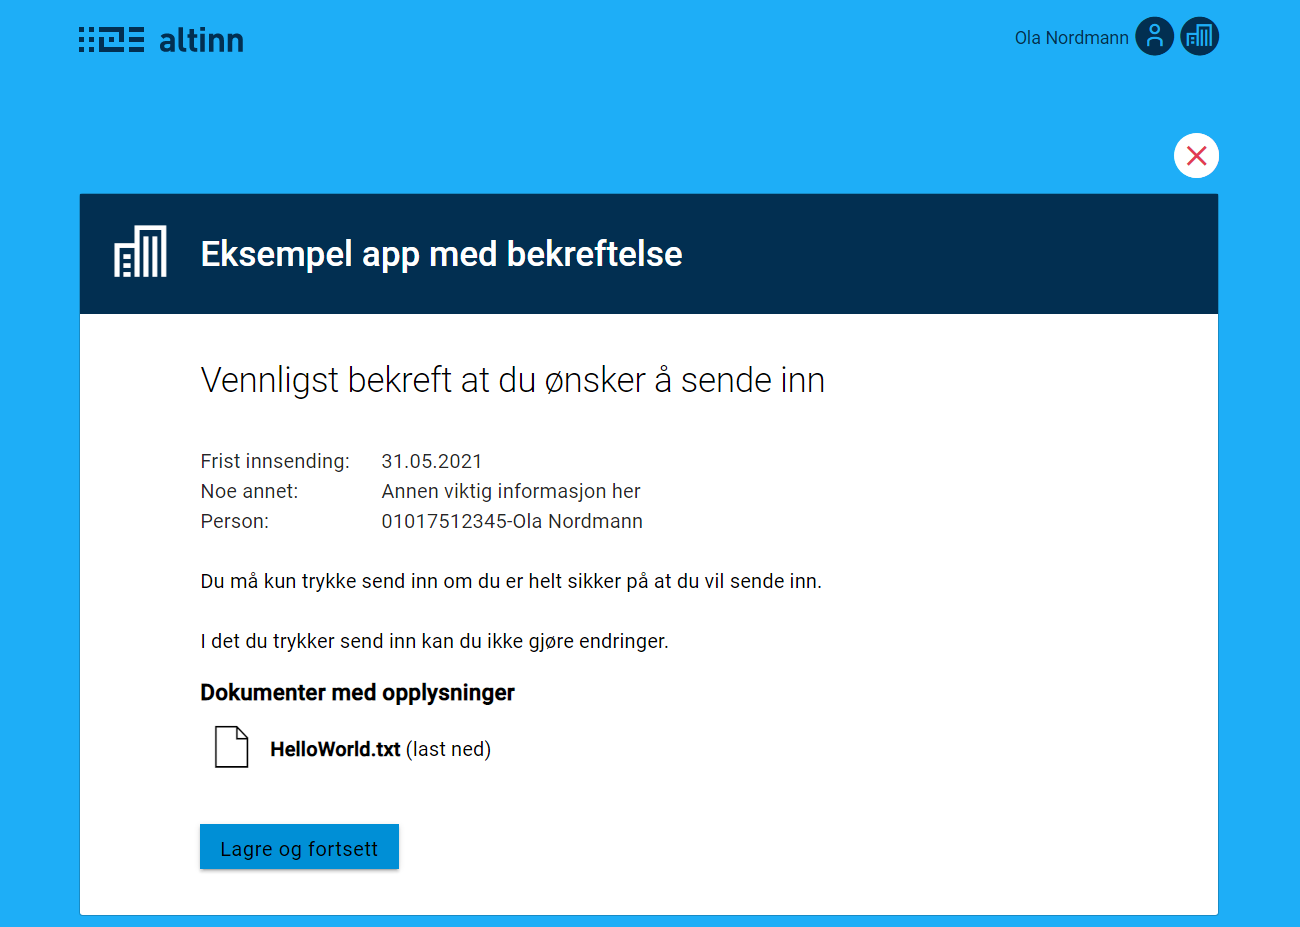 altinn
Ola Nordmann
Eksempel app med bekreftelse
Vennligst bekreft at du ønsker å sende inn
Frist innsending: 31.05.2021
Noe annet: Annen viktig informasjon her
Person: 01017512345-Ola Nordmann
Du må kun trykke send inn om du er helt sikker på at du vil sende inn.
I det du trykker send inn kan du ikke gjøre endringer.
Dokumenter med opplysninger
HelloWorld.txt (last ned)
Lagre og fortsett